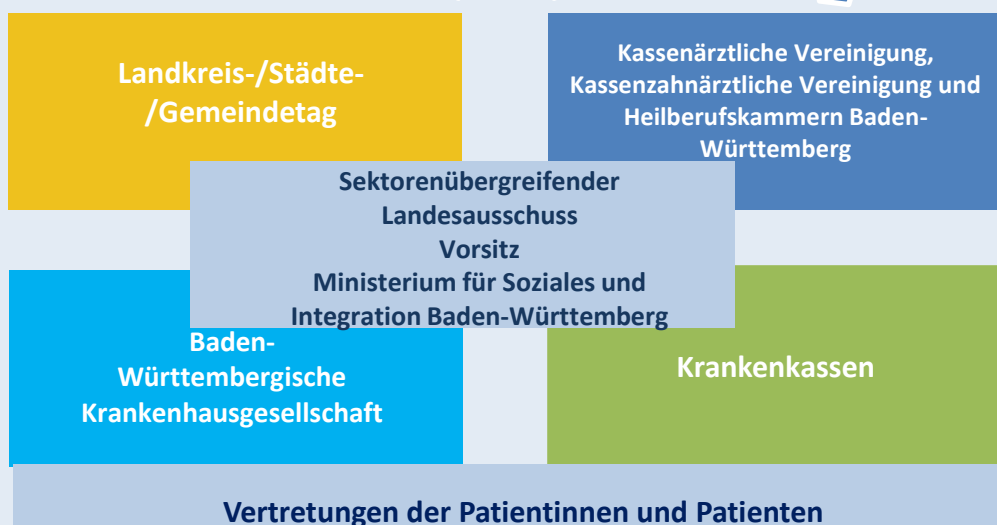 Landkreis-/Städte-
/Gemeindetag
Kassenärztliche Vereinigung,
Kassenzahnärztliche Vereinigung und
Heilberufskammern Baden-
Württemberg
Sektorenübergreifender
Landesausschuss
Vorsitz
Ministerium für Soziales und
Integration Baden-Württemberg
Baden-
Württembergische
Krankenhausgesellschaft
Krankenkassen
Vertretungen der Patientinnen und Patienten